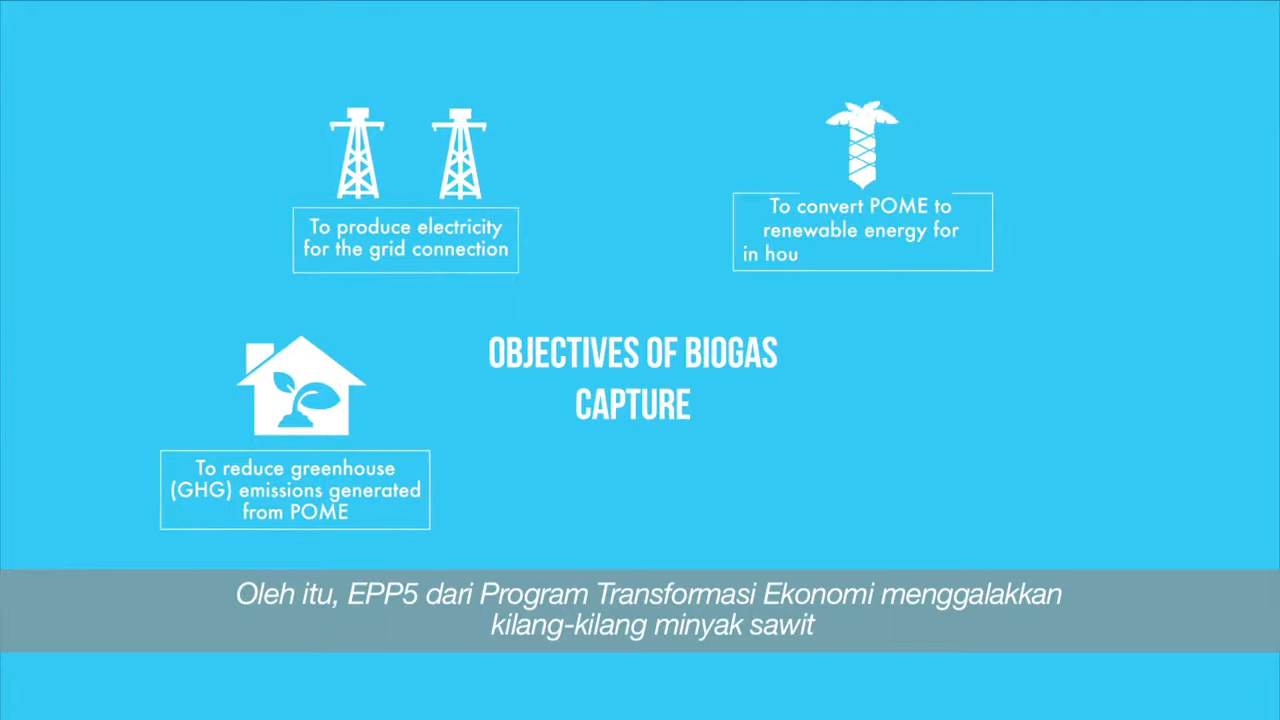 To produce electricity
for the grid connection
To convert POME to
renewable energy for
in hou
OBJECTIVES OF BIOGAS
CAPTURE
To reduce greenhouse
(GHG) emissions generated
from POME
Oleh itu, EPP5 dari Program Transformasi Ekonomi menggalakkan
kilang-kilang minyak sawit